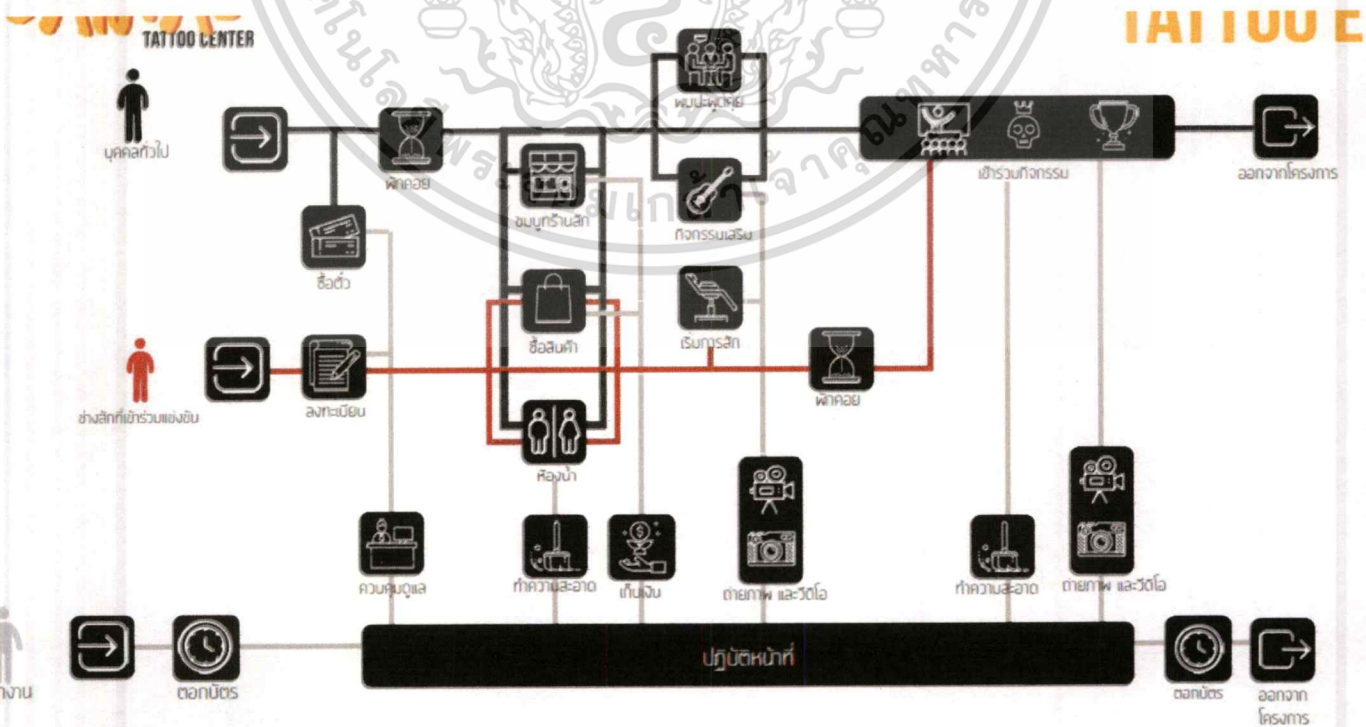 TATTOO CENTER
TATTOO E
บุคคลทั่วไป
พักคอย
พบปะพูดคุย
เข้าร่วมกิจกรรม
ออกจากโครงการ
ชมบูทร้านสัก
กิจกรรมเสริม
ซื้อตั๋ว
ซื้อสินค้า
เริ่มการสัก
ช่างสักที่เข้าร่วมแข่งขัน
ลงทะเบียน
พักคอย
ห้องน้ำ
ควบคุมดูแล
ทำความสะอาด
เก็บเงิน
ถ่ายภาพ และวีดีโอ
ทำความสะอาด
ถ่ายภาพ และวีดีโอ
ปฏิบัติหน้าที่
ตอกบัตร
ตอกบัตร
ออกจาก
โครงการ